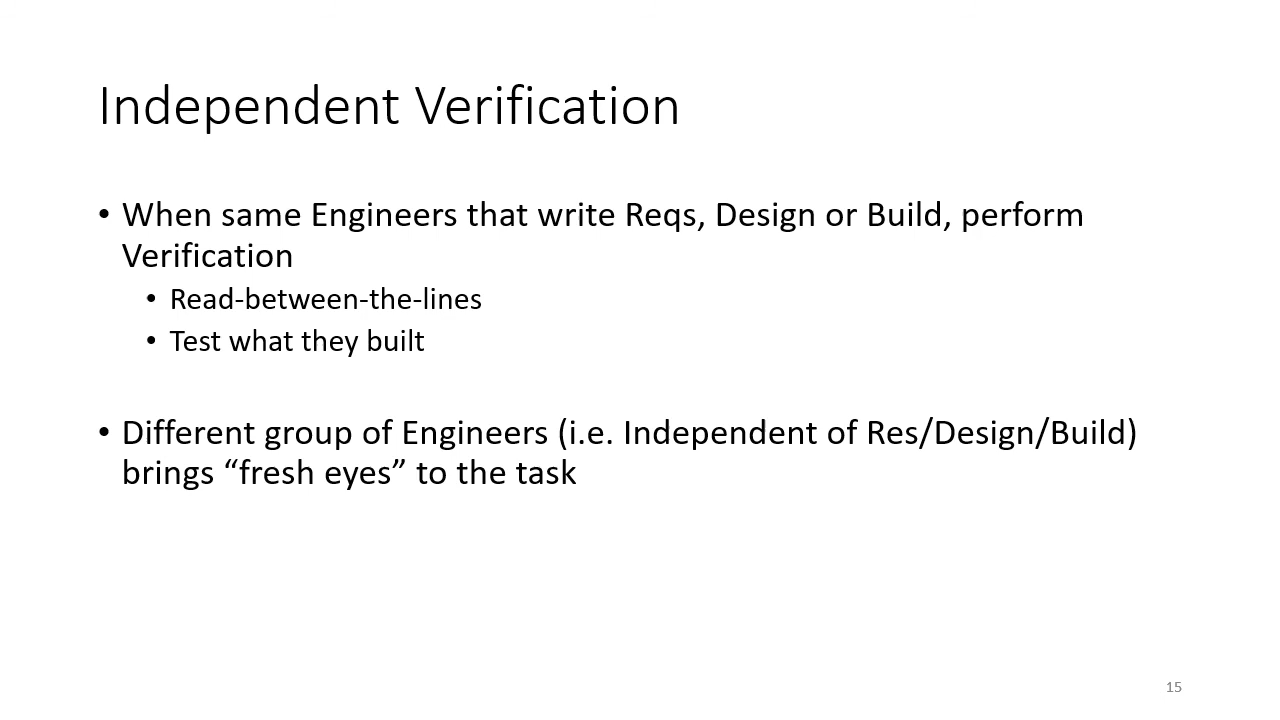 Independent Verification
• When same Engineers that write Reqs, Design or Build, perform
Verification
• Read-between-the-lines
• Test what they built
• Different group of Engineers (i.e. Independent of Res/Design/Build)
brings “fresh eyes” to the task
15